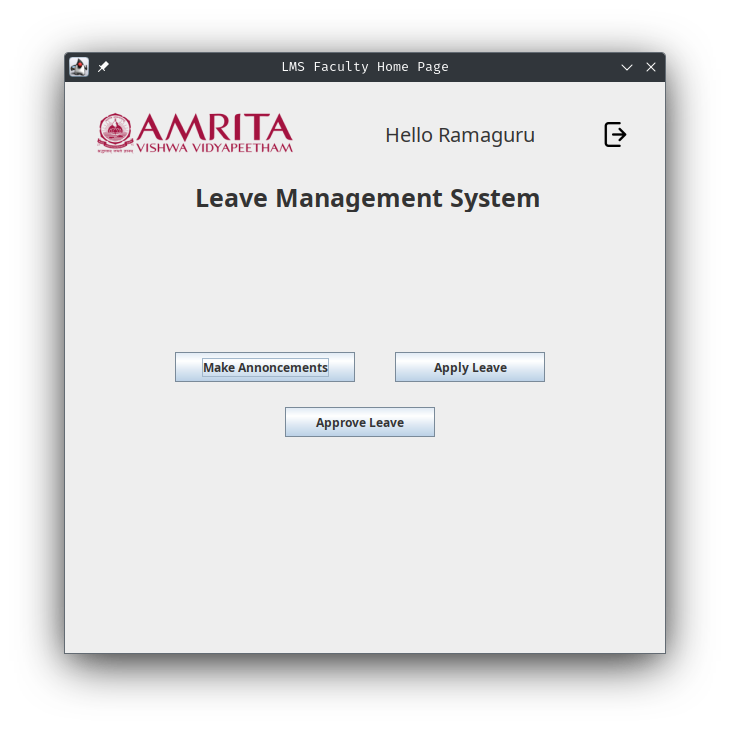 LMS Faculty Home Page
AMRITA
VISHWA VIDYAPEETHAM
Hello Ramaguru
Leave Management System
Make Annoncements
Apply Leave
Approve Leave